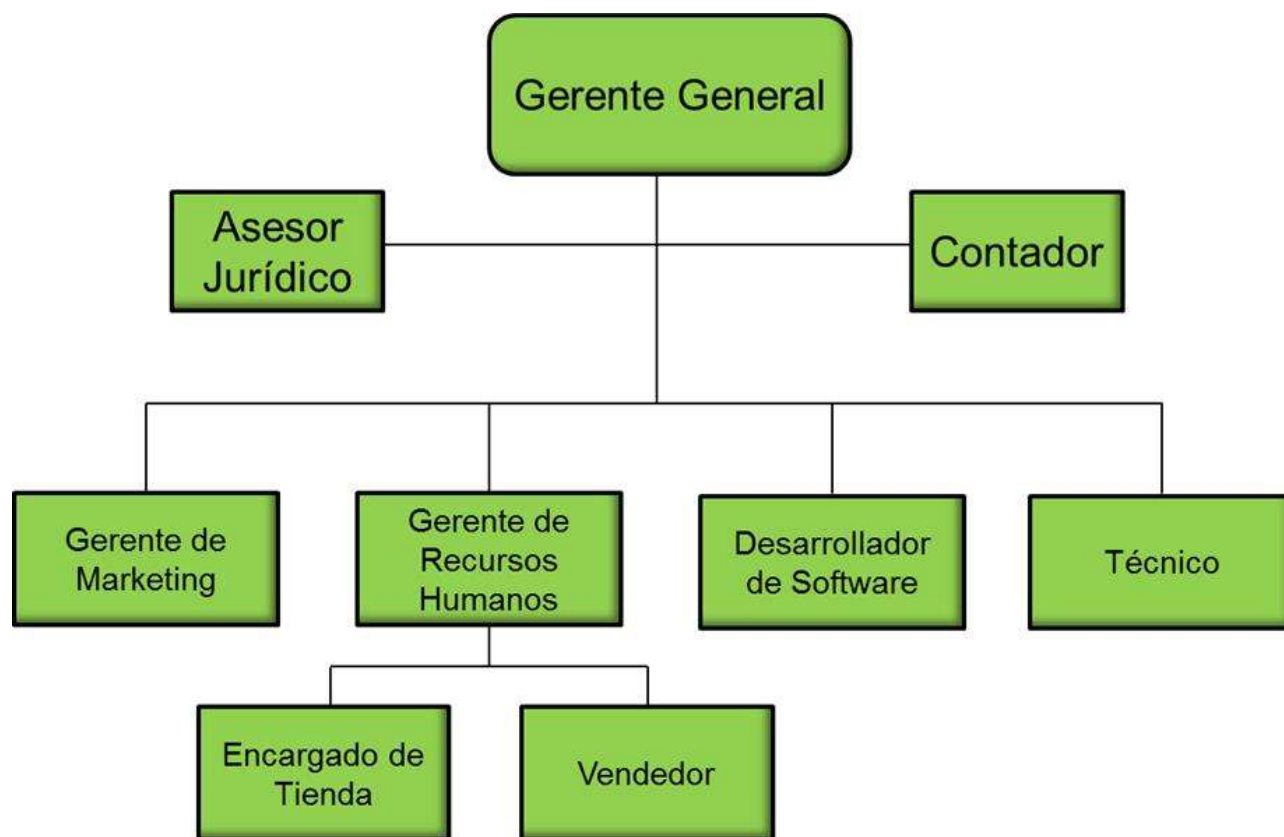 Gerente General
Asesor
Jurídico
Contador
Gerente de
Marketing
Gerente de
Recursos
Humanos
Desarrollador
de Software
Técnico
Encargado de
Tienda
Vendedor